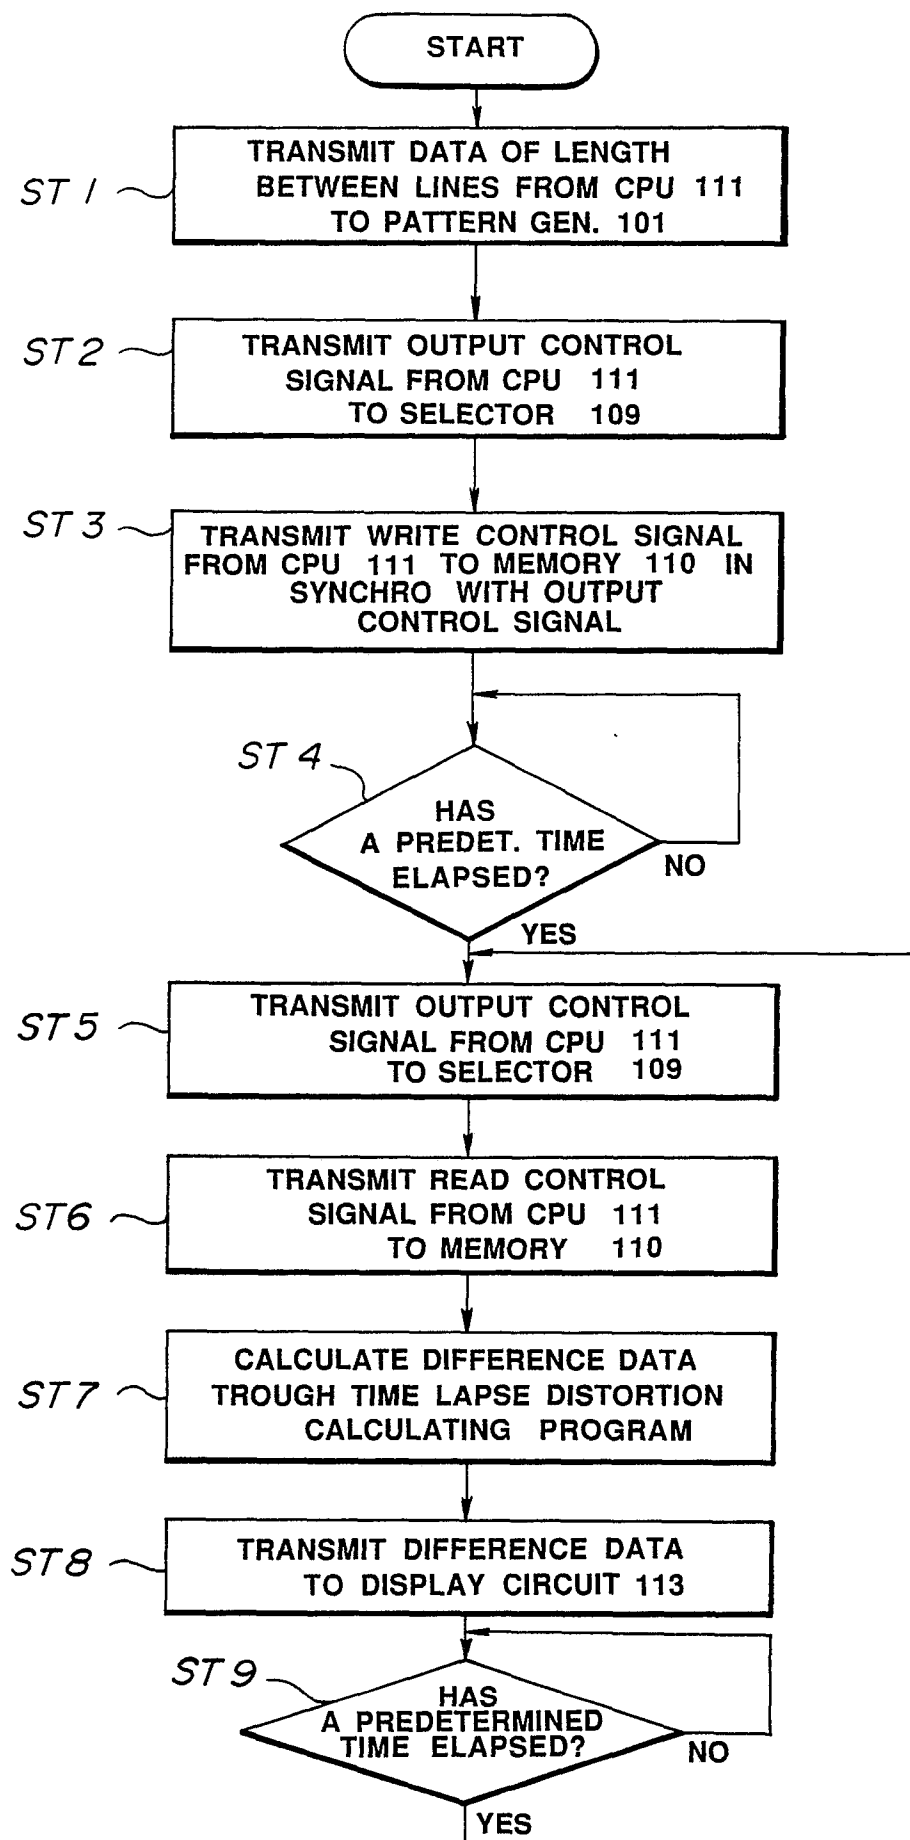 START
ST 1
TRANSMIT DATA OF LENGTH
BETWEEN LINES FROM CPU 111
TO PATTERN GEN. 101
ST 2
TRANSMIT OUTPUT CONTROL
SIGNAL FROM CPU 111
TO SELECTOR 109
ST 3
TRANSMIT WRITE CONTROL SIGNAL
FROM CPU 111 TO MEMORY 110 IN
SYNCHRO WITH OUTPUT
CONTROL SIGNAL
ST 4
HAS
A PREDET. TIME
ELAPSED?
NO
YES
ST 5
TRANSMIT OUTPUT CONTROL
SIGNAL FROM CPU 111
TO SELECTOR 109
ST6
TRANSMIT READ CONTROL
SIGNAL FROM CPU 111
TO MEMORY 110
ST7
CALCULATE DIFFERENCE DATA
TROUGH TIME LAPSE DISTORTION
CALCULATING PROGRAM
ST 8
TRANSMIT DIFFERENCE DATA
TO DISPLAY CIRCUIT 113
ST 9
HAS
A PREDETERMINED
TIME ELAPSED?
NO
YES